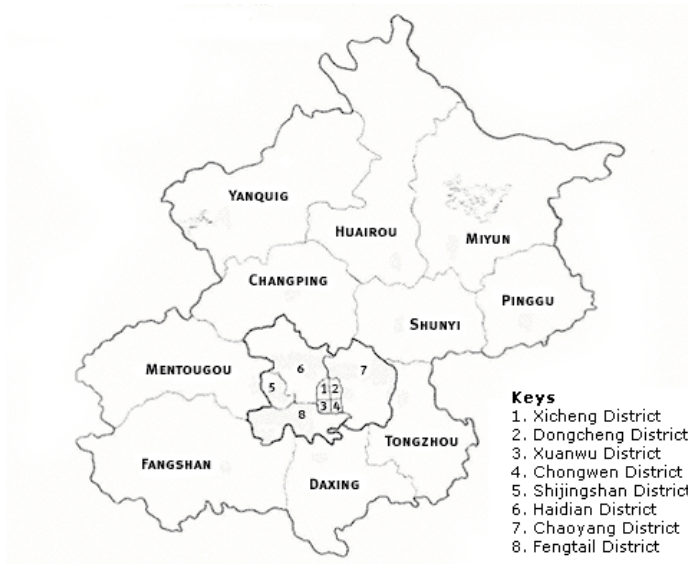 YANQUIG
HUAIROU
MIYUN
CHANGPING
PINGGU
SHUNYI
MENTOUGOU
6
7
5
1 2
3 4
8
TONGZHOU
FANGSHAN
DAXING
Keys
1. Xicheng District
2. Dongcheng District
3. Xuanwu District
4. Chongwen District
5. Shijingshan District
6. Haidian District
7. Chaoyang District
8. Fengtail District